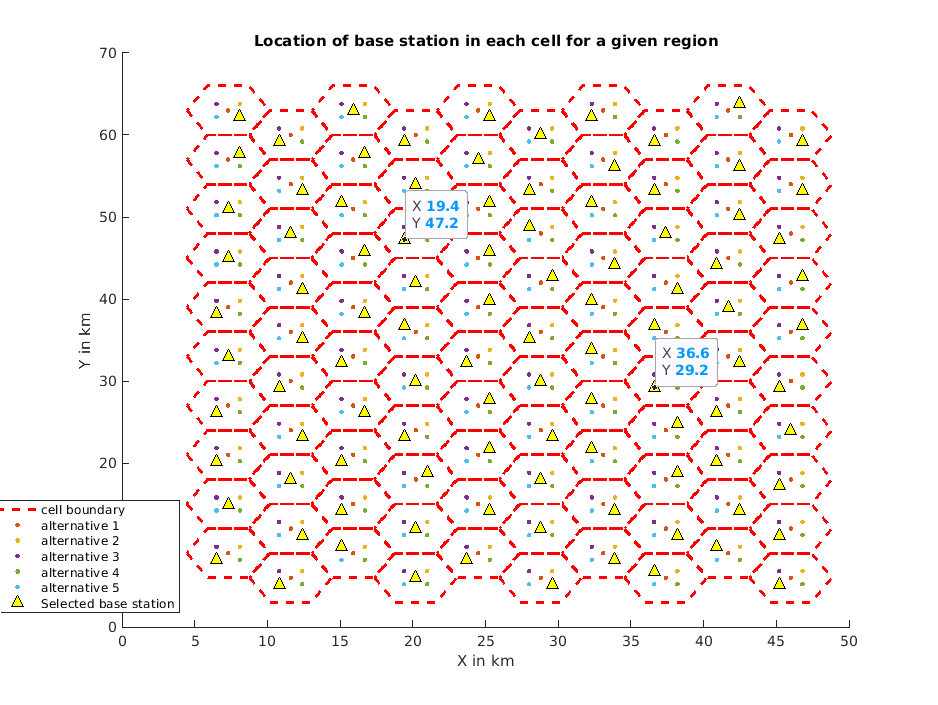 Location of base station in each cell for a given region
70
60
50
40
30
20
0
Y in km
X 19.4
Y 47.2
X 36.6
Y 29.2
cell boundary
alternative 1
alternative 2
alternative 3
alternative 4
alternative 5
Selected base station
0 5 10 15 20 25 30 35 40 45 50
X in km